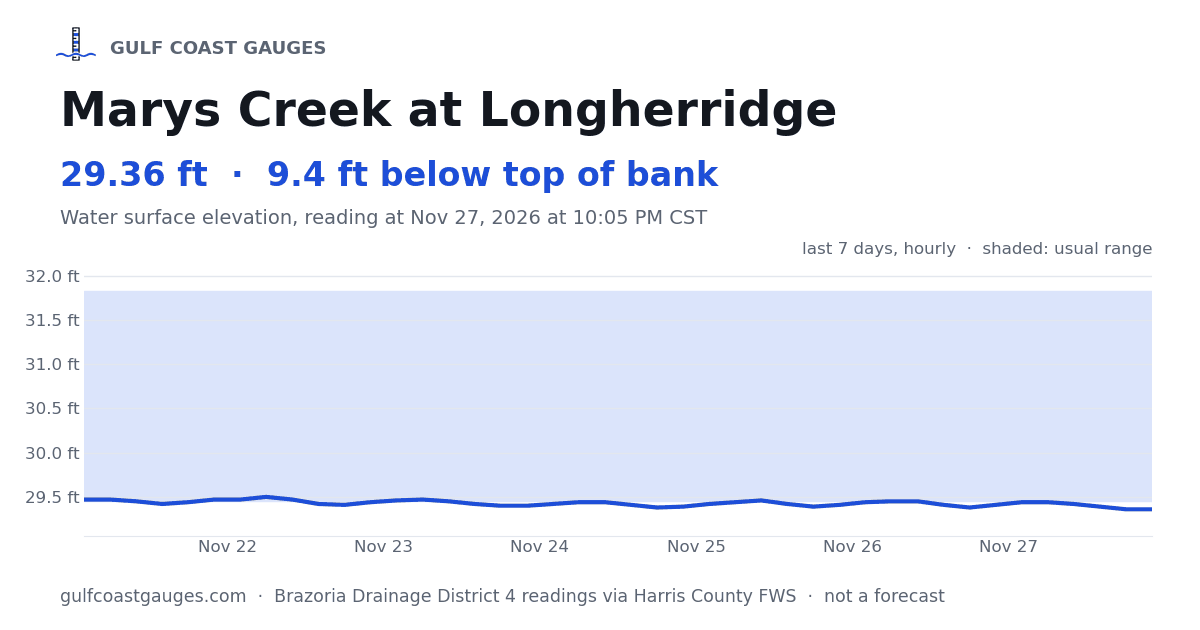 GULF COAST GAUGES
Marys Creek at Longherridge
29.36 ft · 9.4 ft below top of bank
Water surface elevation, reading at Nov 27, 2026 at 10:05 PM CST
last 7 days, hourly · shaded: usual range
32.0 ft
31.5 ft
31.0 ft
30.5 ft
30.0 ft
29.5 ft
Nov 22 Nov 23 Nov 24 Nov 25 Nov 26 Nov 27
gulfcoastgauges.com · Brazoria Drainage District 4 readings via Harris County FWS · not a forecast